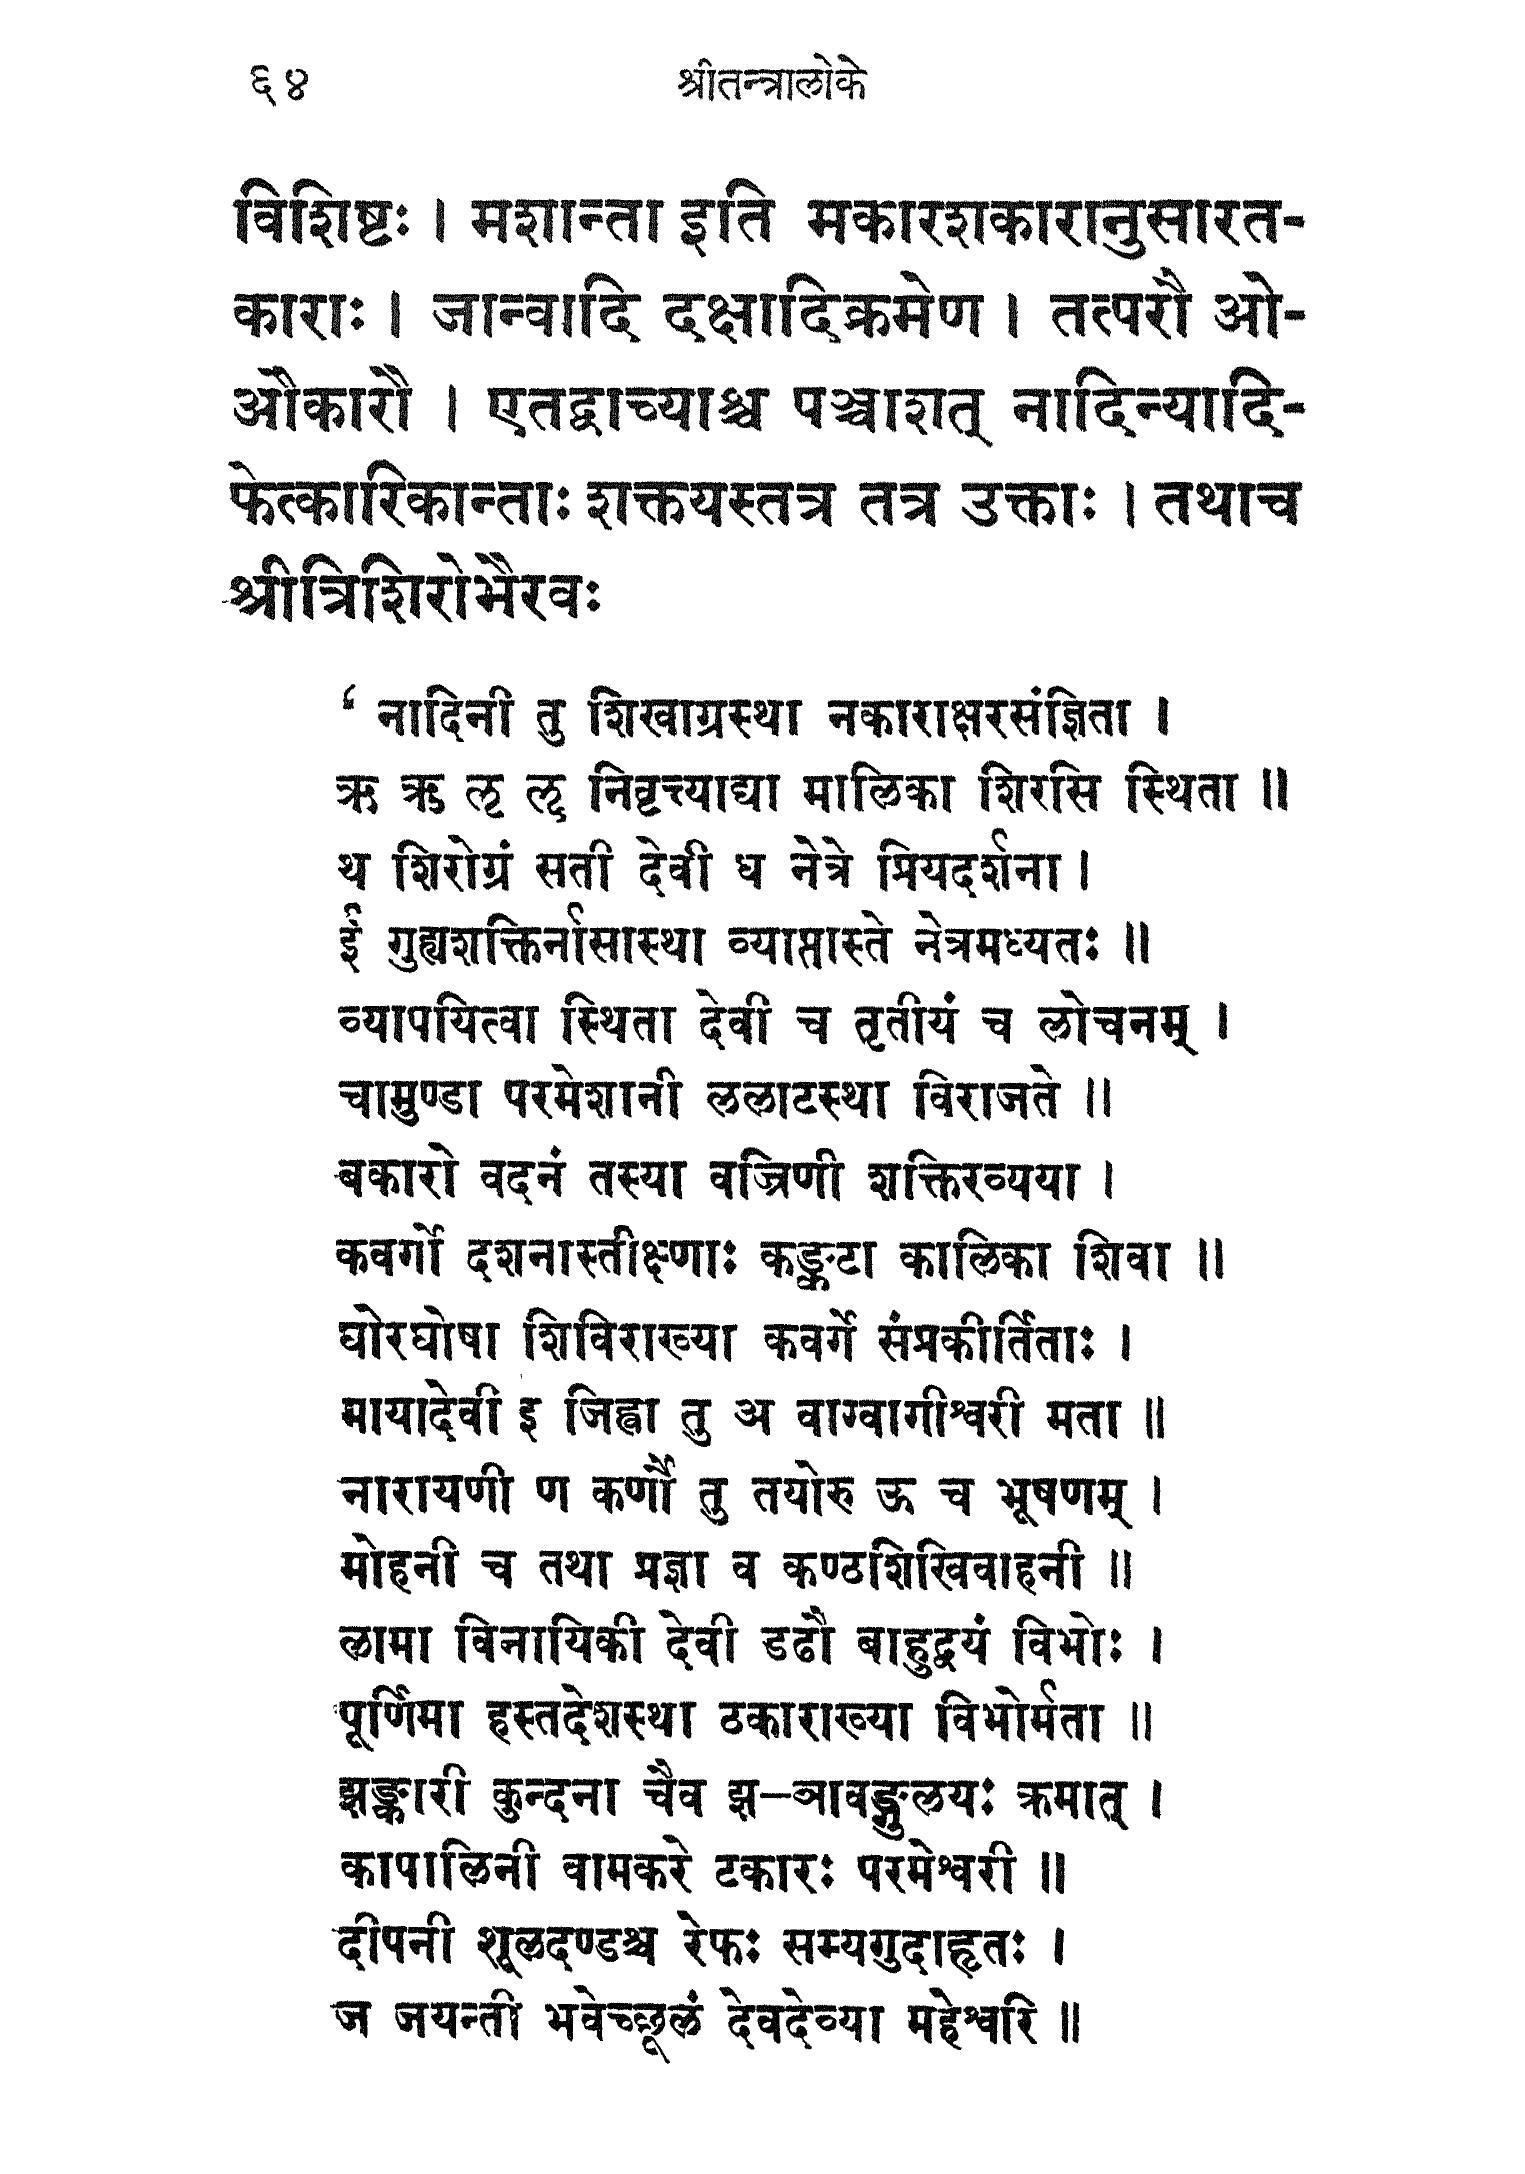 ६४ श्रीतन्त्रालोके
विशिष्टः । मशान्ता इति मकारशकारानुसारत-
काराः । जान्वादि दक्षादिक्रमेण । तत्परौ ओ-
औकारौ । एतद्वाच्याश्च पञ्चाशत् नादिन्यादि-
फेत्कारिकान्ताः शक्तयस्तत्र तत्र उक्ताः । तथाच
श्रीत्रिशिरोभैरवः
‘ नादिनी तु शिखाग्रस्था नकाराक्षरसंज्ञिता ।
ऋ ॠ ऌ ॡ निवृत्त्याद्या मालिका शिरसि स्थिता ॥
थ शिरोग्रं सती देवी ध नेत्रे प्रियदर्शना ।
ई गुह्यशक्तिर्नासास्था व्याप्तास्ते नेत्रमध्यतः ॥
व्यापयित्वा स्थिता देवी च तृतीयं च लोचनम् ।
चामुण्डा परमेशानी ललाटस्था विराजते ॥
बकारो वदनं तस्या वज्रिणी शक्तिरव्यया ।
कवर्गो दशनास्तीक्ष्णाः कङ्कटा कालिका शिवा ॥
घोरघोषा शिविराख्या कवर्गे संप्रकीर्तिताः ।
मायादेवी इ जिह्वा तु अ वाग्वागीश्वरी मता ॥
नारायणी ण कर्णौ तु तयोरु ऊ च भूषणम् ।
मोहनी च तथा प्रज्ञा व कण्ठशिखिवाहनी ॥
लामा विनायिकी देवी डढौ बाहुद्वयं विभोः ।
पूर्णिमा हस्तदेशस्था ठकाराख्या विभोर्मता ॥
झङ्कारी कुन्दना चैव झ-ञावङ्गुलयः क्रमात् ।
कापालिनी वामकरे टकारः परमेश्वरी ॥
दीपनी शूलदण्डश्च रेफः सम्यगुदाहृतः ।
ज जयन्ती भवेच्छूलं देवदेव्या महेश्वरि ॥